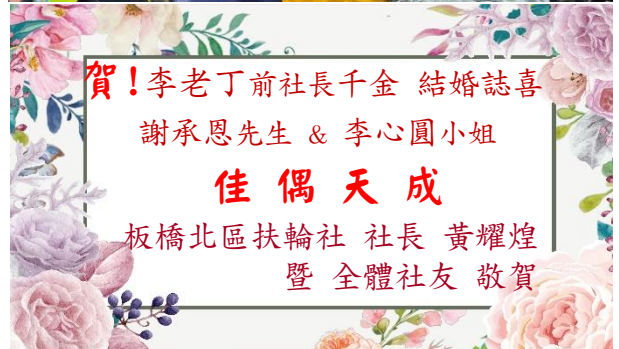 賀!李老丁前社長千金 結婚誌喜
謝承恩先生 & 李心圓小姐
佳 偶 天 成
板橋北區扶輪社 社長 黃耀煌
暨 全體社友 敬賀